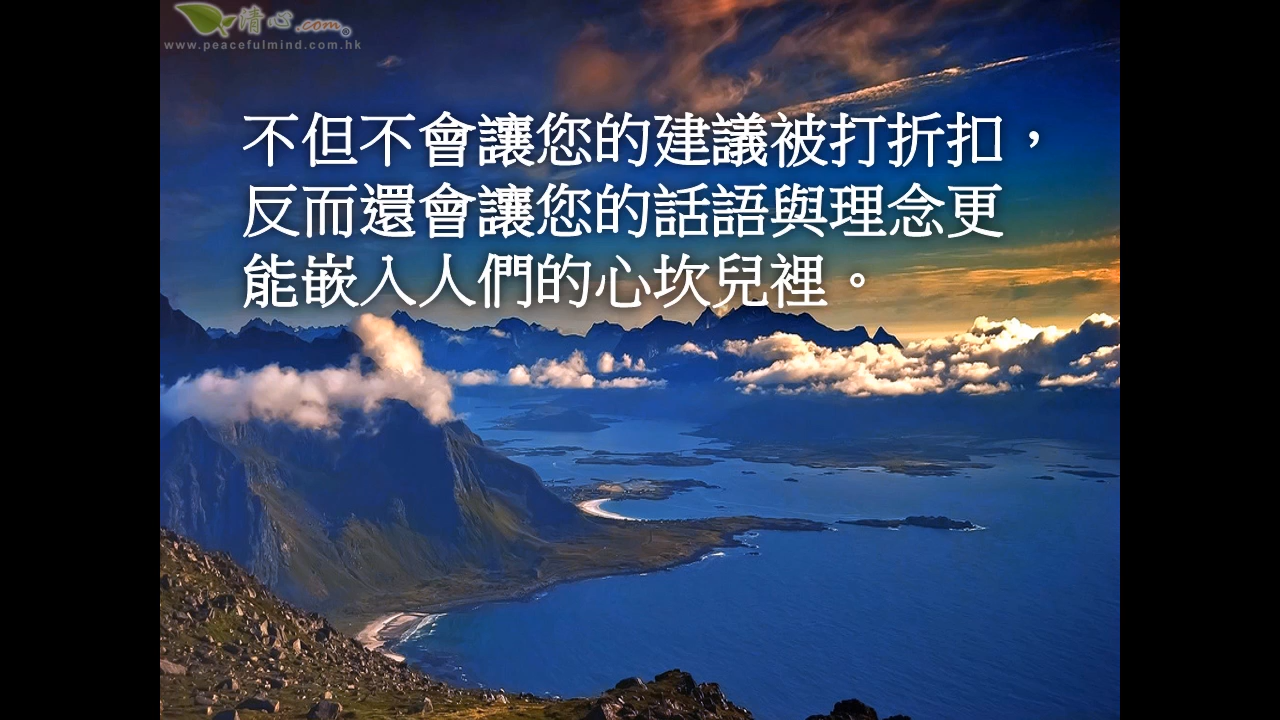 清心.com
www.peacefulmind.com.hk
不但不會讓您的建議被打折扣，
反而還會讓您的話語與理念更
能嵌入人們的心坎兒裡。